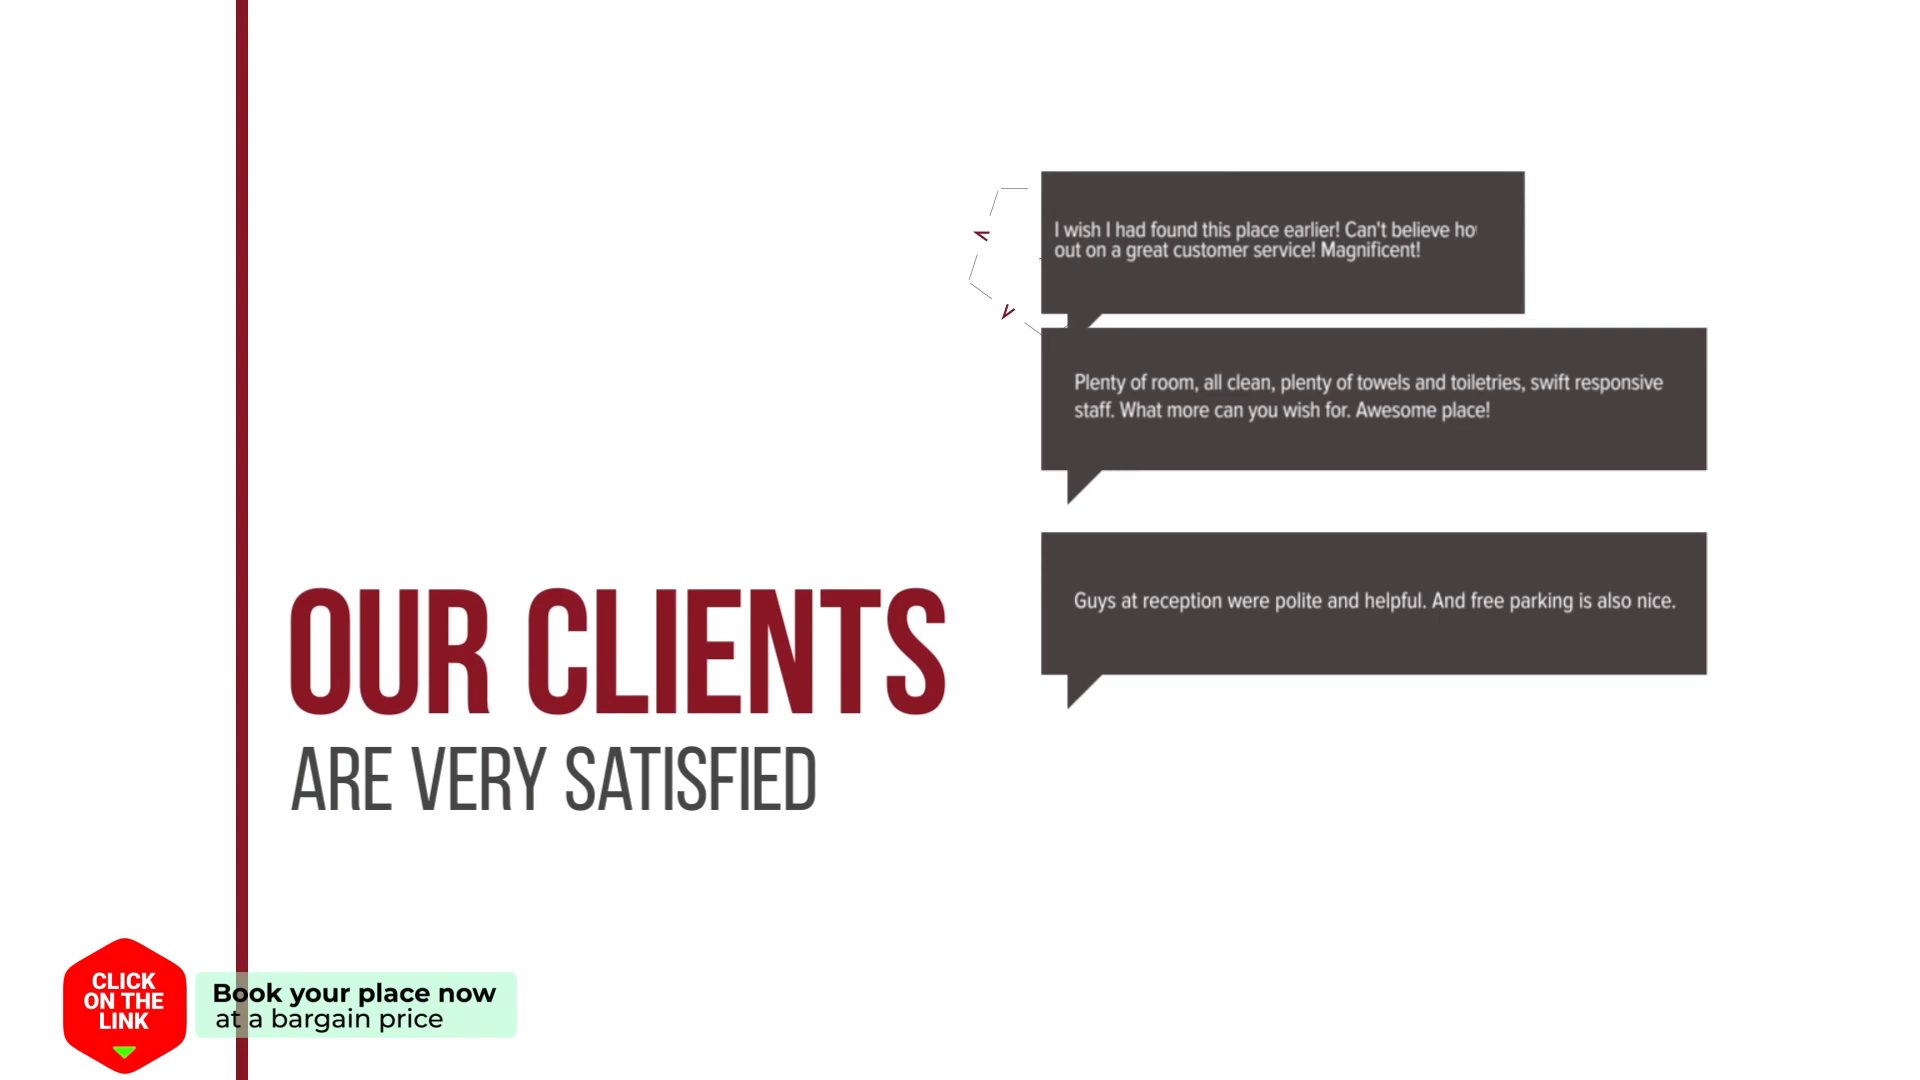 I wish I had found this place earlier! Can't believe
out on a great customer service! Magnificent!
Plenty of room, all clean, plenty of towels and toiletries, swift responsive
staff. What more can you wish for. Awesome place!
Guys at reception were polite and helpful. And free parking is also nice.
OUR CLIENTS
ARE VERY SATISFIED
CLICK
ON THE
LINK
Book your place now
at a bargain price